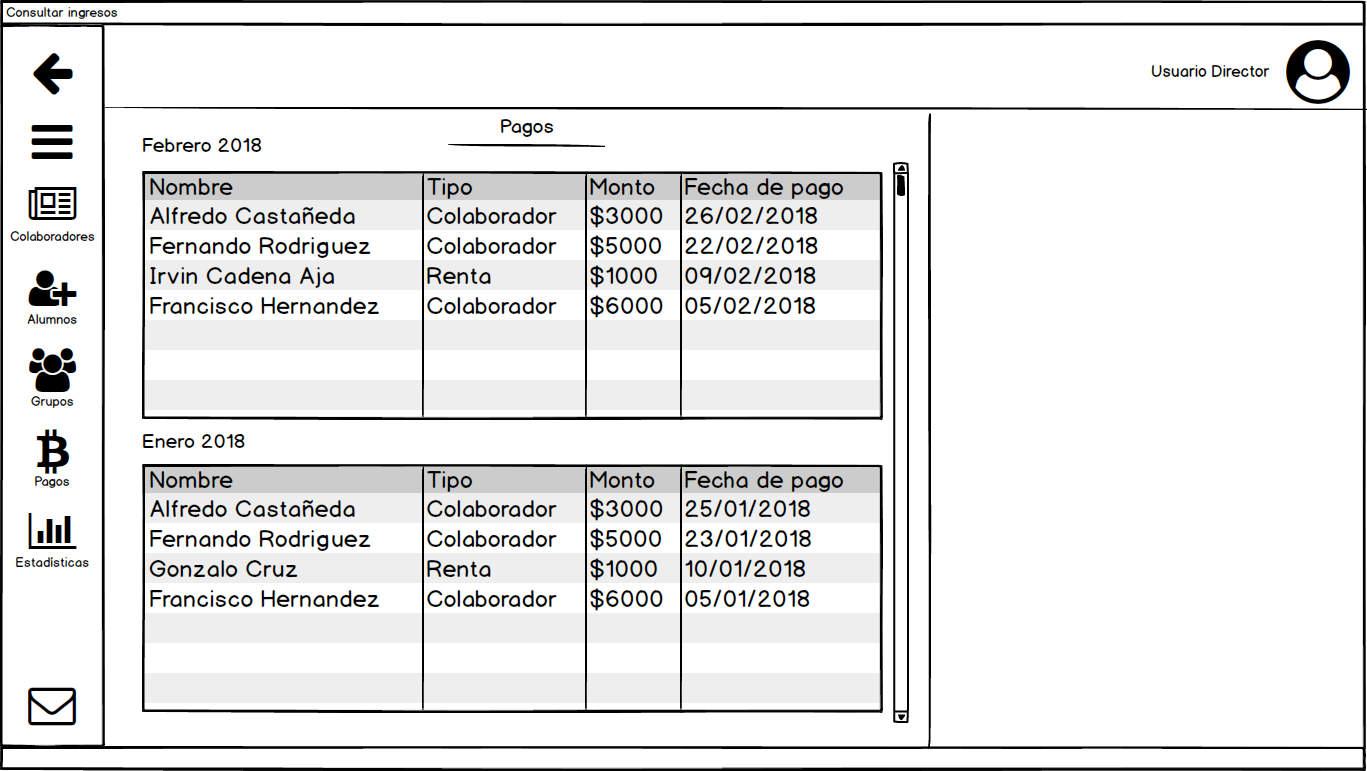 Consultar ingresos
Usuario Director
Colaboradores
Alumnos
Grupos
Pagos
Estadísticas
Pagos
Febrero 2018
Nombre Tipo Monto Fecha de pago
Alfredo Castañeda Colaborador $3000 26/02/2018
Fernando Rodriguez Colaborador $5000 22/02/2018
Irvin Cadena Aja Renta $1000 09/02/2018
Francisco Hernandez Colaborador $6000 05/02/2018
Enero 2018
Nombre Tipo Monto Fecha de pago
Alfredo Castañeda Colaborador $3000 25/01/2018
Fernando Rodriguez Colaborador $5000 23/01/2018
Gonzalo Cruz Renta $1000 10/01/2018
Francisco Hernandez Colaborador $6000 05/01/2018